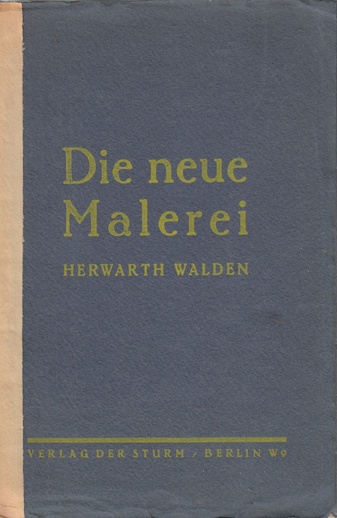 Die neue
Malerei
HERWARTH WALDEN
VERLAG DER STURM / BERLIN W9